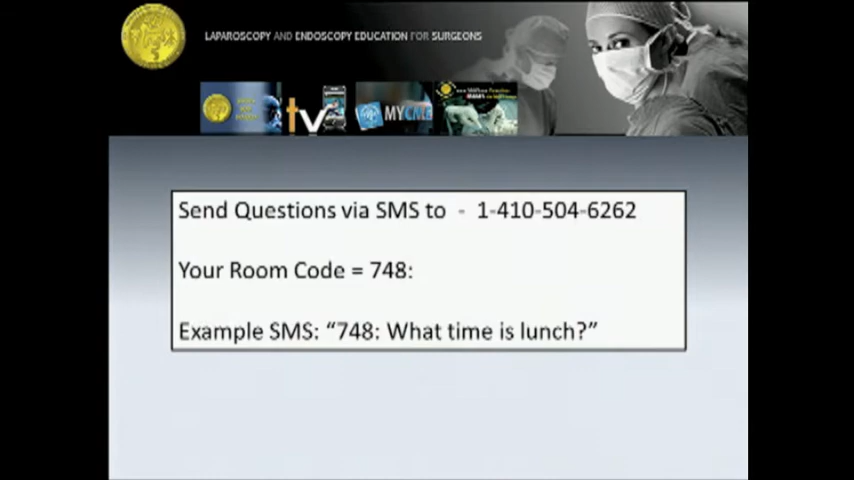 LAPAROSCOPY AND ENDOSCOPY EDUCATION FOR SURGEONS
tv
Send Questions via SMS to - 1-410-504-6262
Your Room Code = 748:
Example SMS: “748: What time is lunch?”